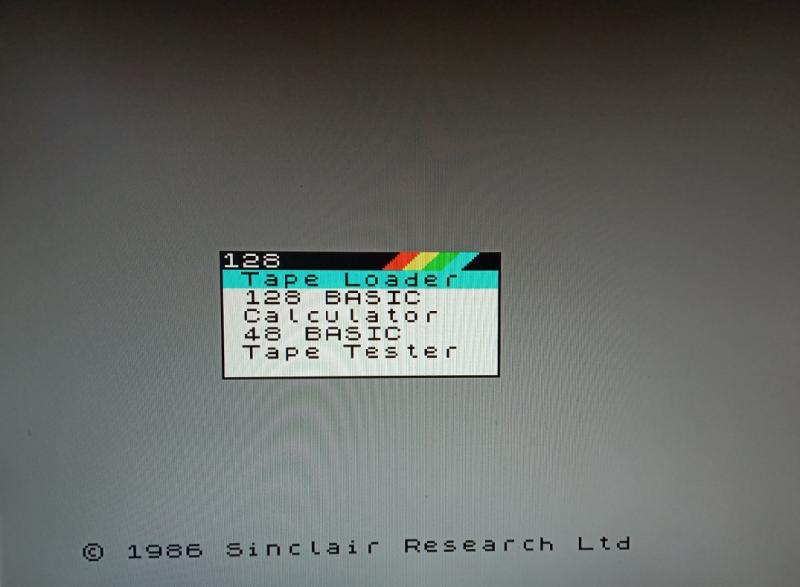 128
Tape Loader
128 BASIC
Calculator
48 BASIC
Tape Tester
© 1986 Sinclair Research Ltd